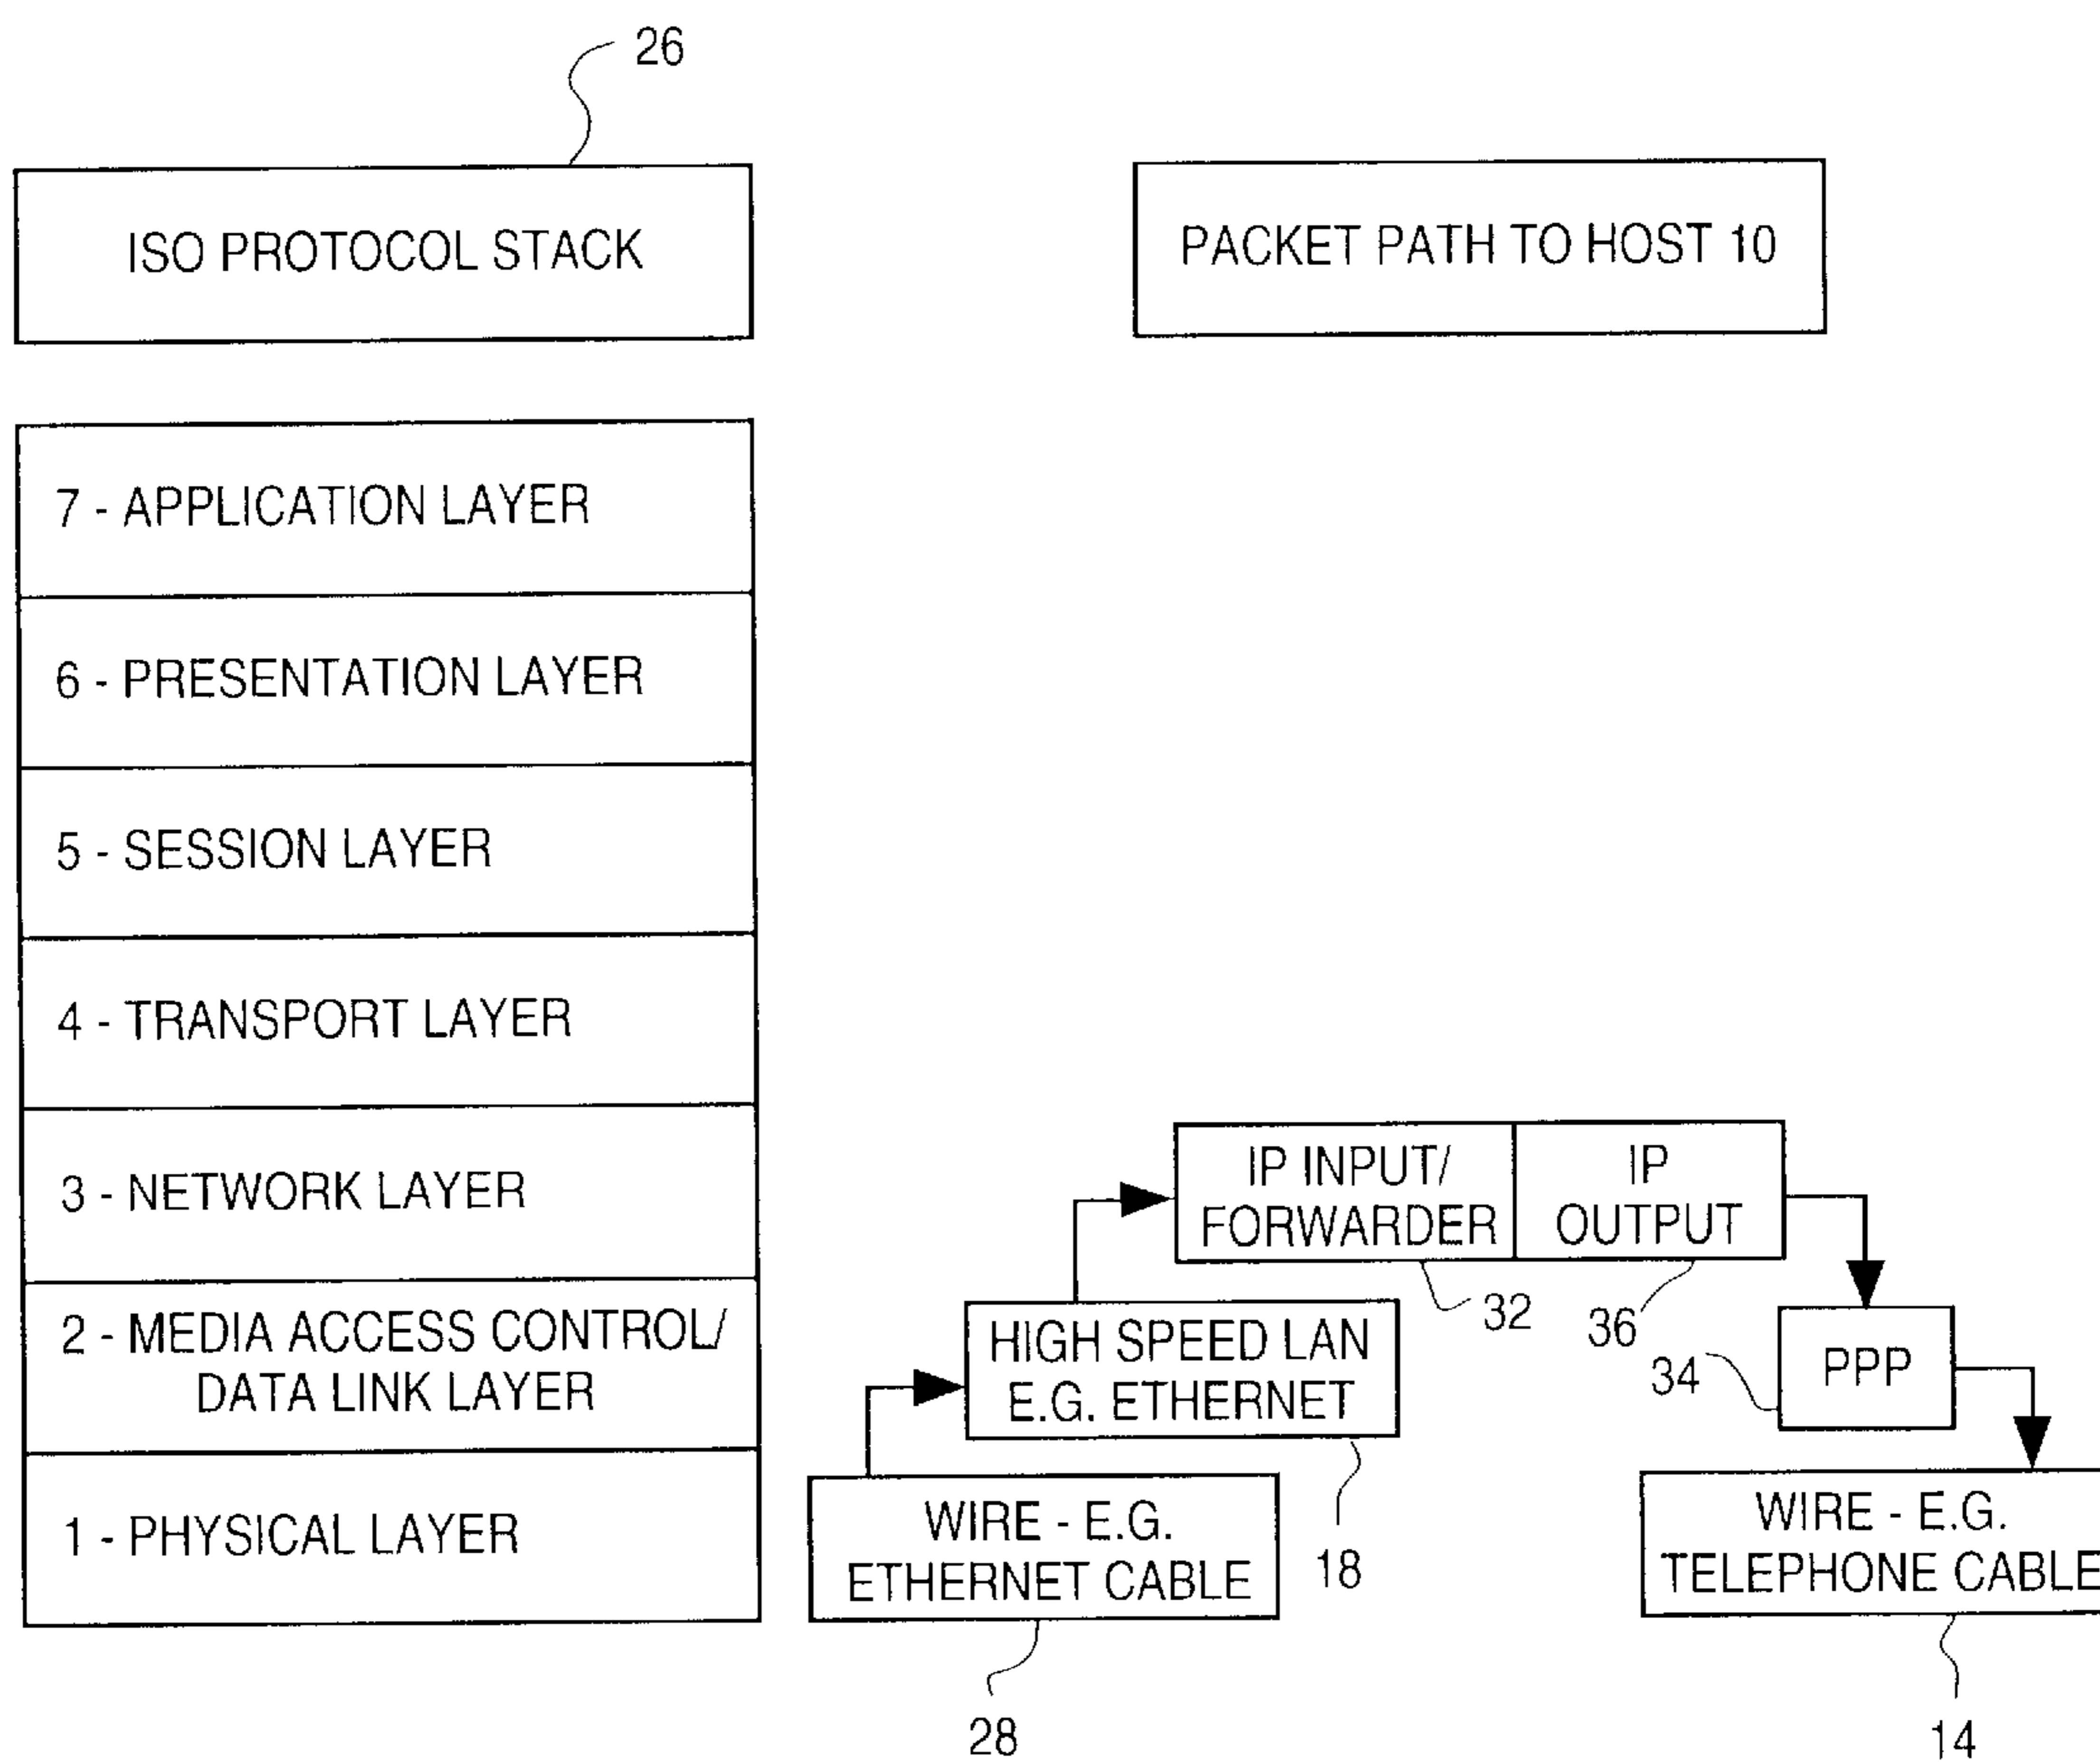 26
ISO PROTOCOL STACK
PACKET PATH TO HOST 10
7 - APPLICATION LAYER
6 - PRESENTATION LAYER
5 - SESSION LAYER
4 - TRANSPORT LAYER
3 - NETWORK LAYER
2 - MEDIA ACCESS CONTROL/
DATA LINK LAYER
1 - PHYSICAL LAYER
IP INPUT/
FORWARDER
IP
OUTPUT
32
36
HIGH SPEED LAN
E.G. ETHERNET
34
PPP
WIRE - E.G.
ETHERNET CABLE
18
WIRE - E.G.
TELEPHONE CABLE
28
14